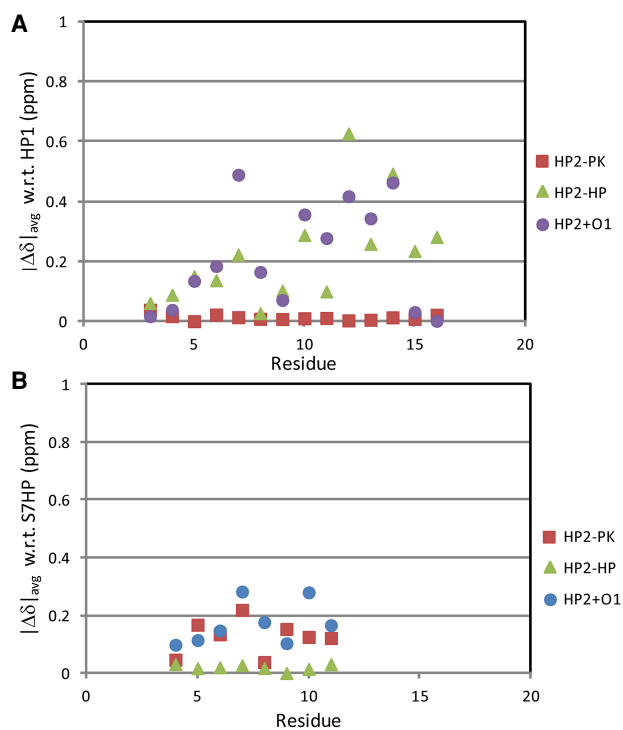 A
|Δδ|avg w.r.t. HP1 (ppm)
1
0.8
0.6
0.4
0.2
0
0 5 10 15 20
Residue
HP2-PK
HP2-HP
HP2+O1
B
|Δδ|avg w.r.t. S7HP (ppm)
1
0.8
0.6
0.4
0.2
0
0 5 10 15 20
Residue
HP2-PK
HP2-HP
HP2+O1